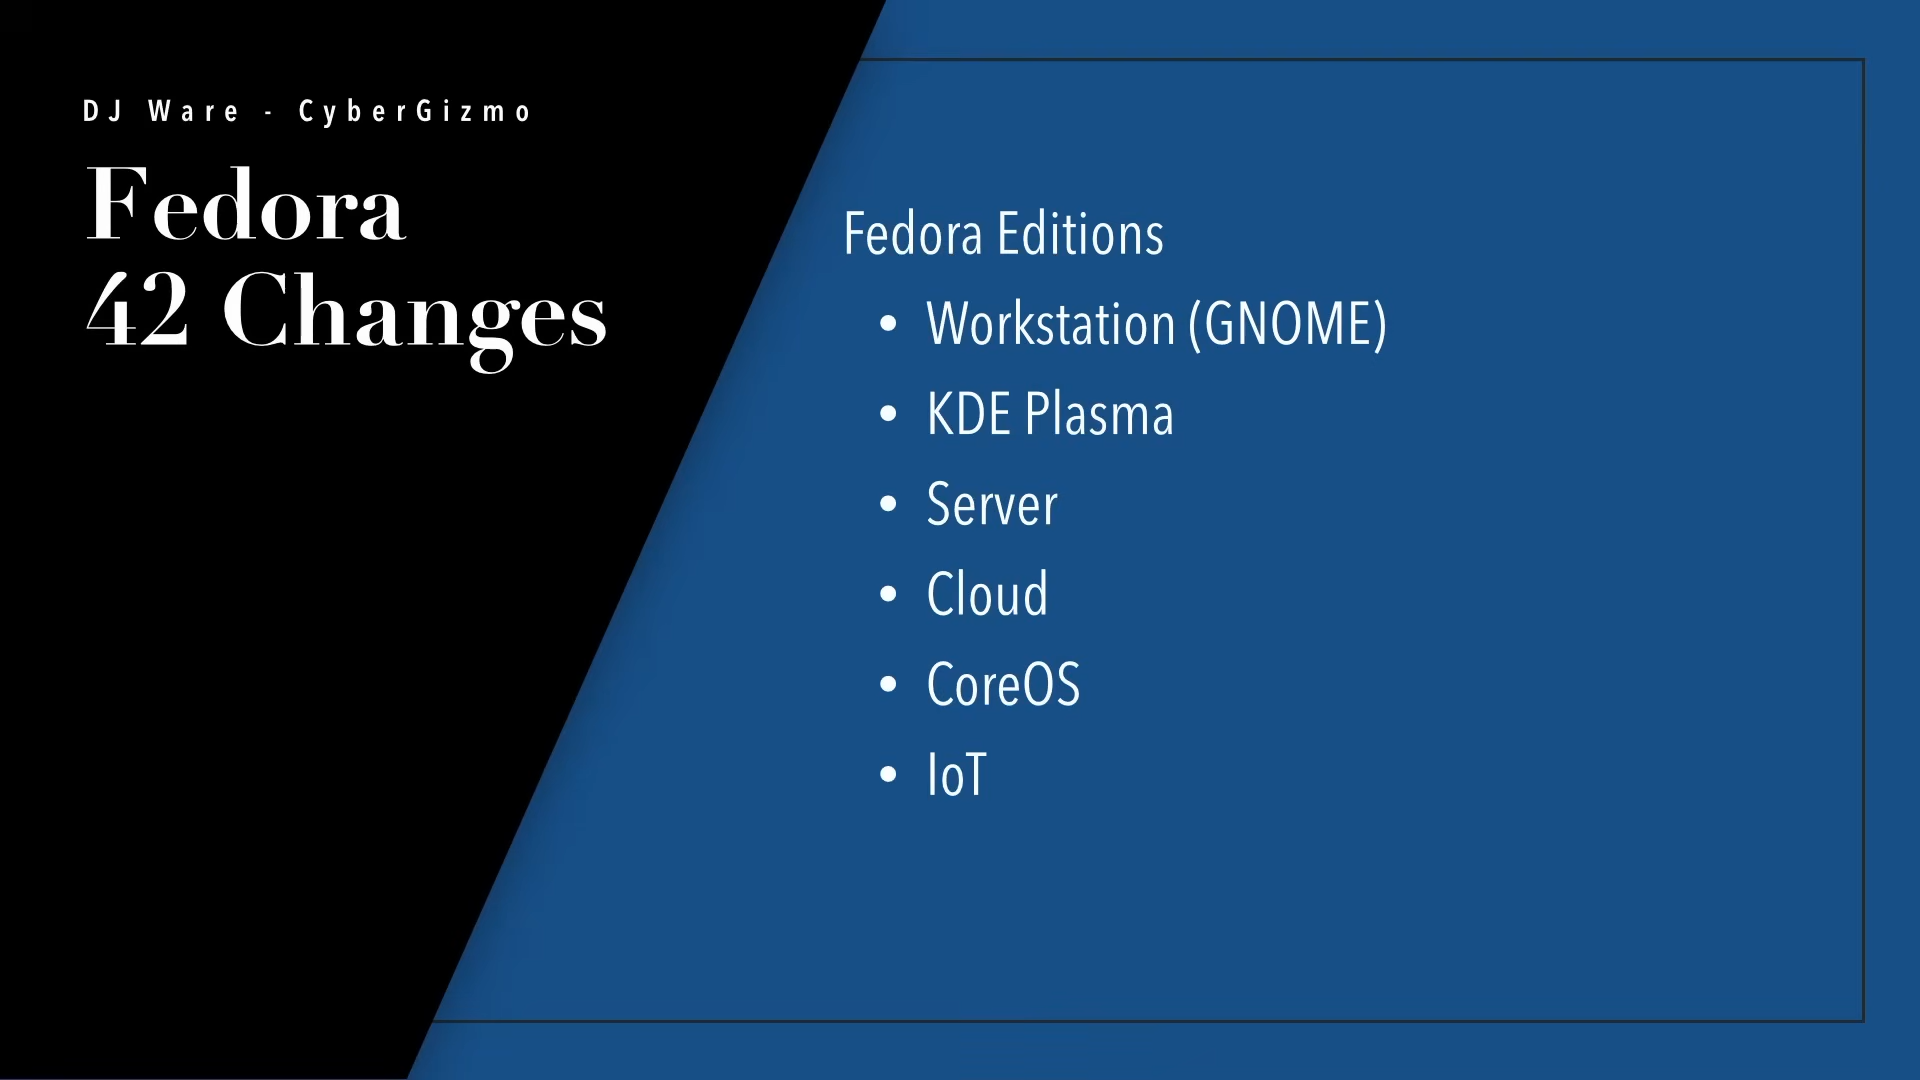 DJ Ware - CyberGizmo
Fedora
42 Changes
Fedora Editions
• Workstation (GNOME)
• KDE Plasma
• Server
• Cloud
• CoreOS
• IoT